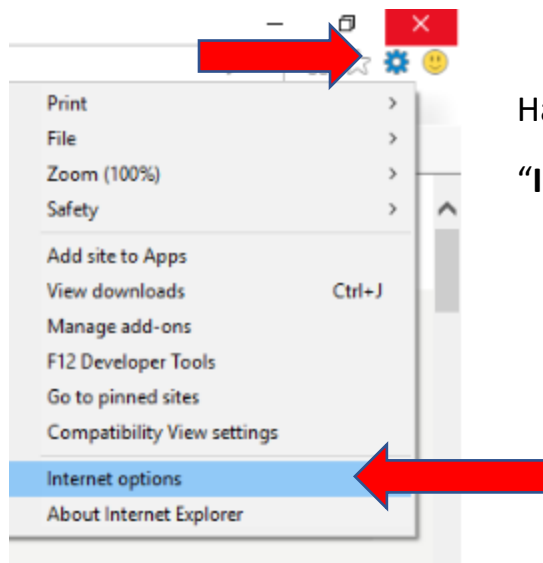 Print
File
Zoom (100%)
Safety
Add site to Apps
View downloads Ctrl+J
Manage add-ons
F12 Developer Tools
Go to pinned sites
Compatibility View settings
Internet options
About Internet Explorer